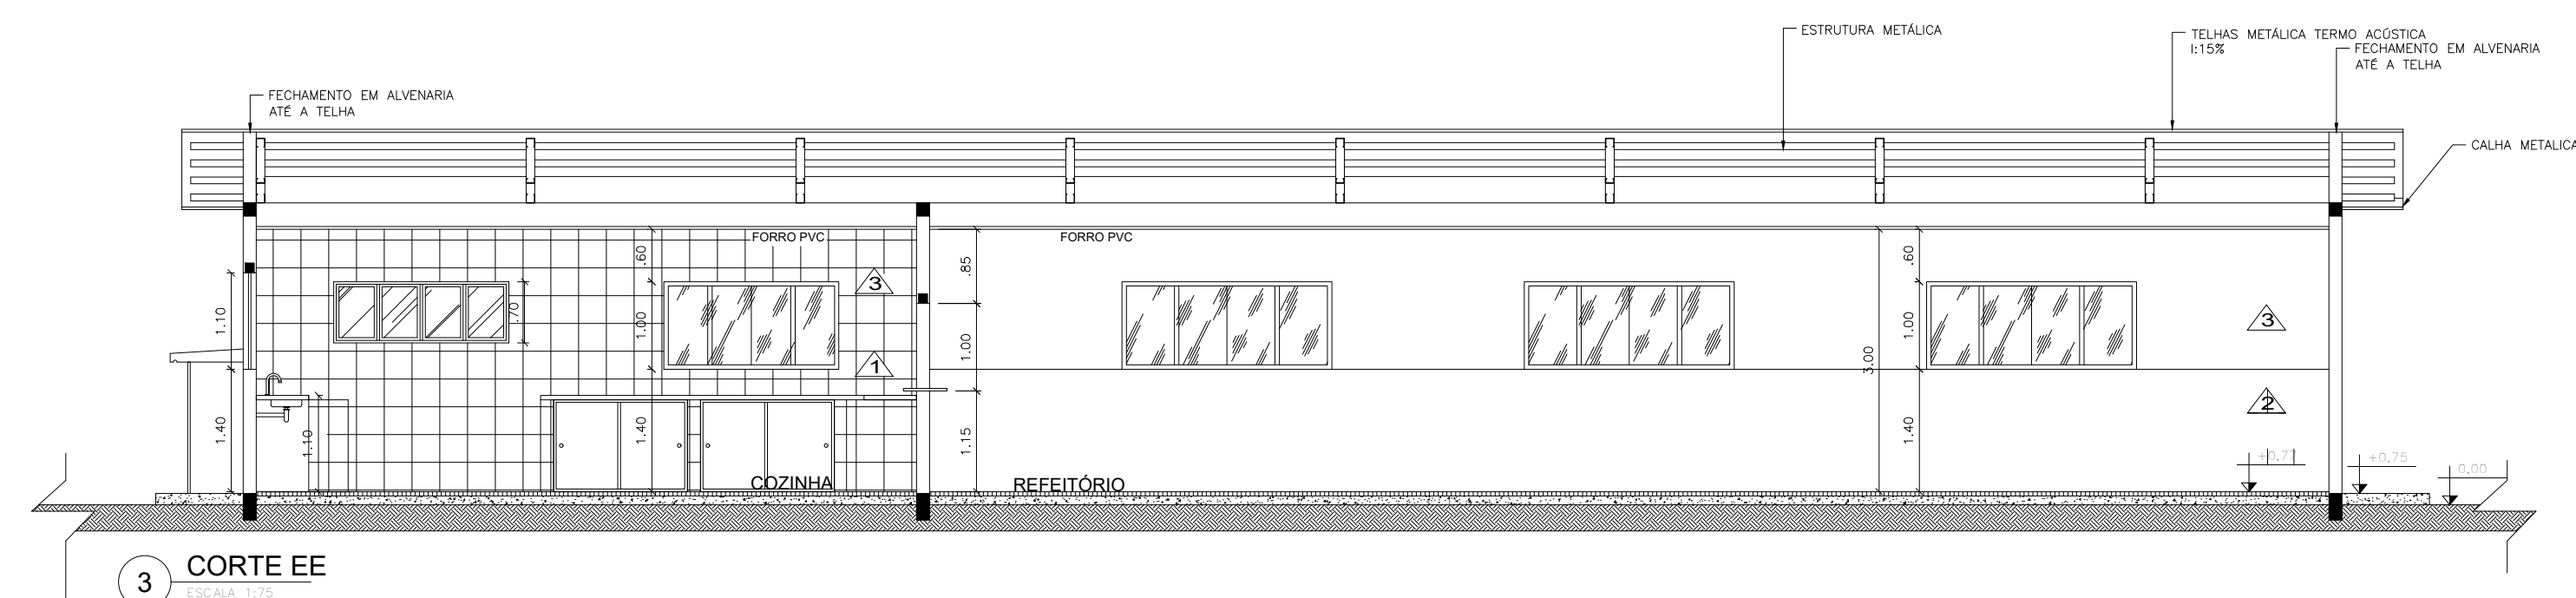 ESTRUTURA METÁLICA
TELHAS METÁLICA TERMO ACÚSTICA
I:15%
FECHAMENTO EM ALVENARIA
ATÉ A TELHA
FECHAMENTO EM ALVENARIA
ATÉ A TELHA
CALHA METALICA
FORRO PVC
FORRO PVC
.60
.85
.60
3
.70
1.10
1.00
1.00
3.00
1.00
3
1
1.40
1.10
1.40
1.15
1.40
2
COZINHA
REFEITÓRIO
+0,77
+0,75
0,00
3
CORTE EE
ESCALA 1:75